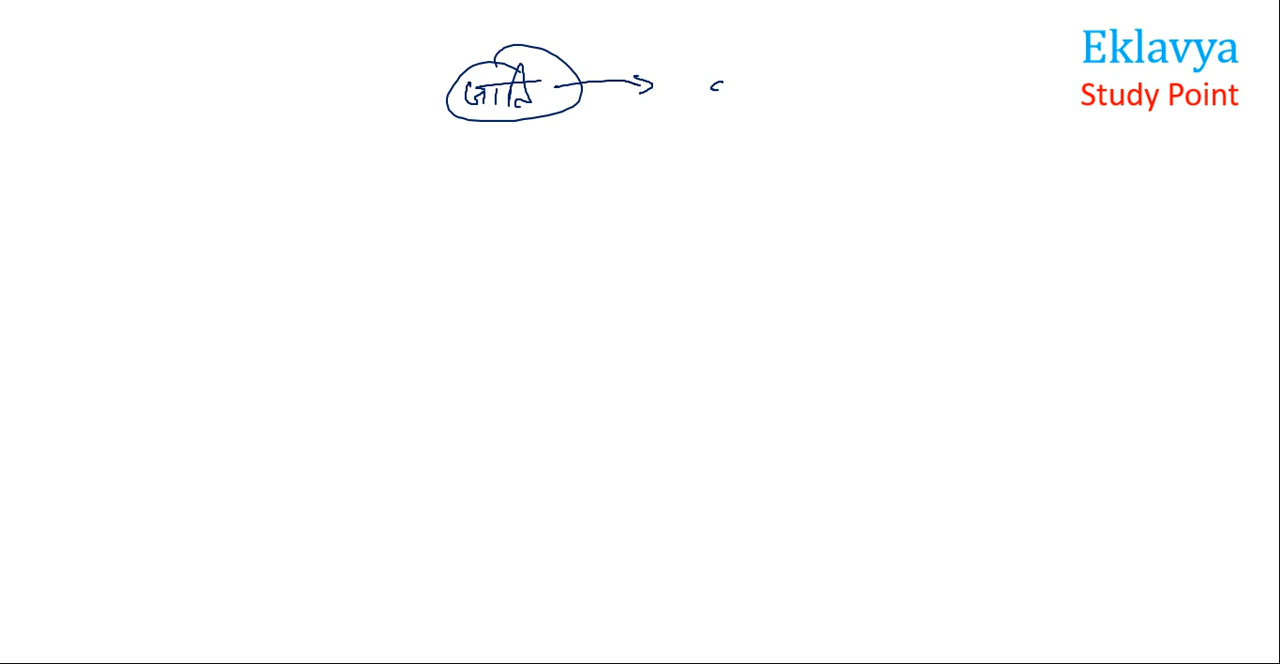 जाति →
Eklavya
Study Point